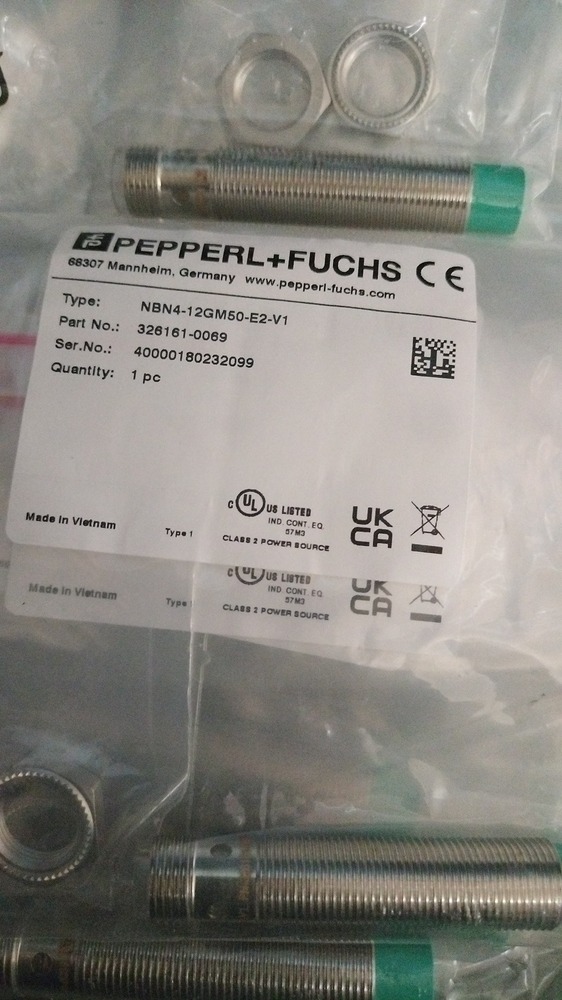 PEPPERL+FUCHS CE
68307 Mannheim, Germany www.pepperl-fuchs.com
Type: NBN4-12GM50-E2-V1
Part No.: 326161-0069
Ser.No.: 40000180232099
Quantity: 1 pc
Made in Vietnam
Type 1
C UL US LISTED
IND. CONT. EQ.
57M3
CLASS 2 POWER SOURCE
UK
CA
Made in Vietnam
Type
C UL US LISTED
IND. CONT. EQ.
57M3
CLASS 2 POWER SOURCE
UK
CA